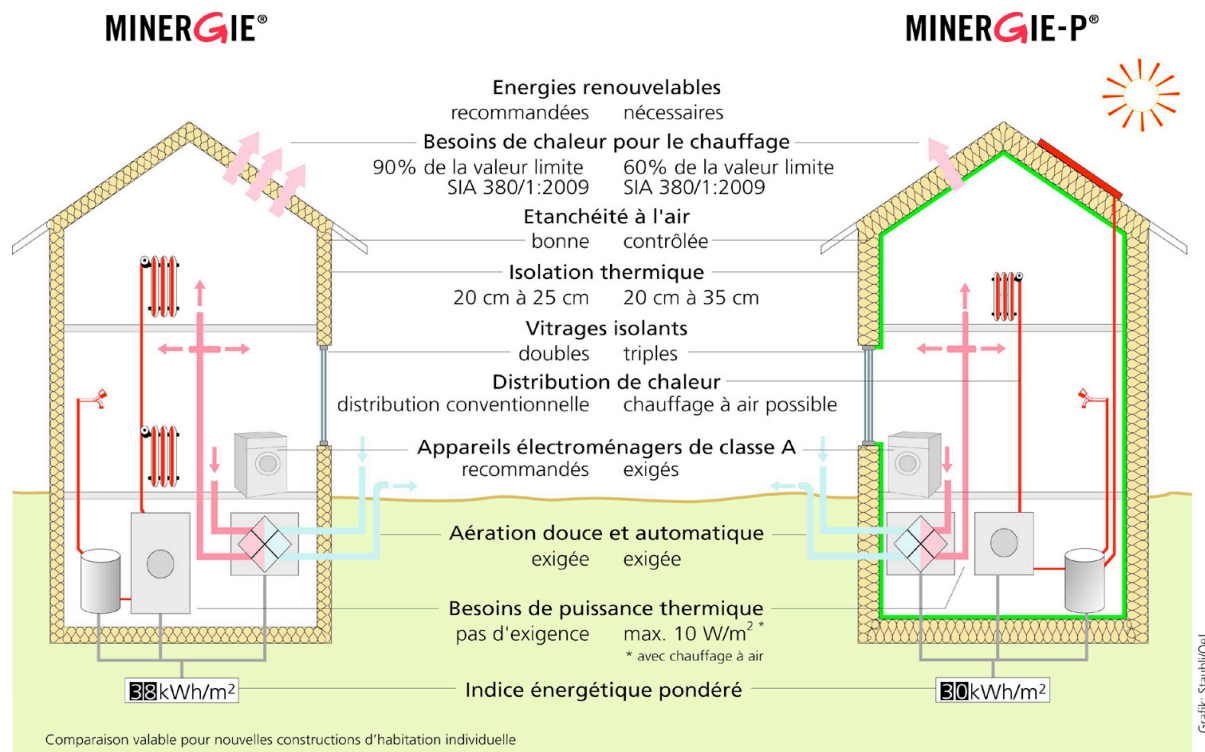 MINERGIE®
MINERGIE-P®
Energies renouvelables
recommandées nécessaires
Besoins de chaleur pour le chauffage
90% de la valeur limite 60% de la valeur limite
SIA 380/1:2009 SIA 380/1:2009
Etanchéité à l'air
bonne contrôlée
Isolation thermique
20 cm à 25 cm 20 cm à 35 cm
Vitrages isolants
doubles triples
Distribution de chaleur
distribution conventionnelle chauffage à air possible
Appareils électroménagers de classe A
recommandés exigés
Aération douce et automatique
exigée exigée
Besoins de puissance thermique
pas d'exigence max. 10 W/m² *
* avec chauffage à air
38 kWh/m² Indice énergétique pondéré 30 kWh/m²
Comparaison valable pour nouvelles constructions d'habitation individuelle
Grafik: Staubli/Oel